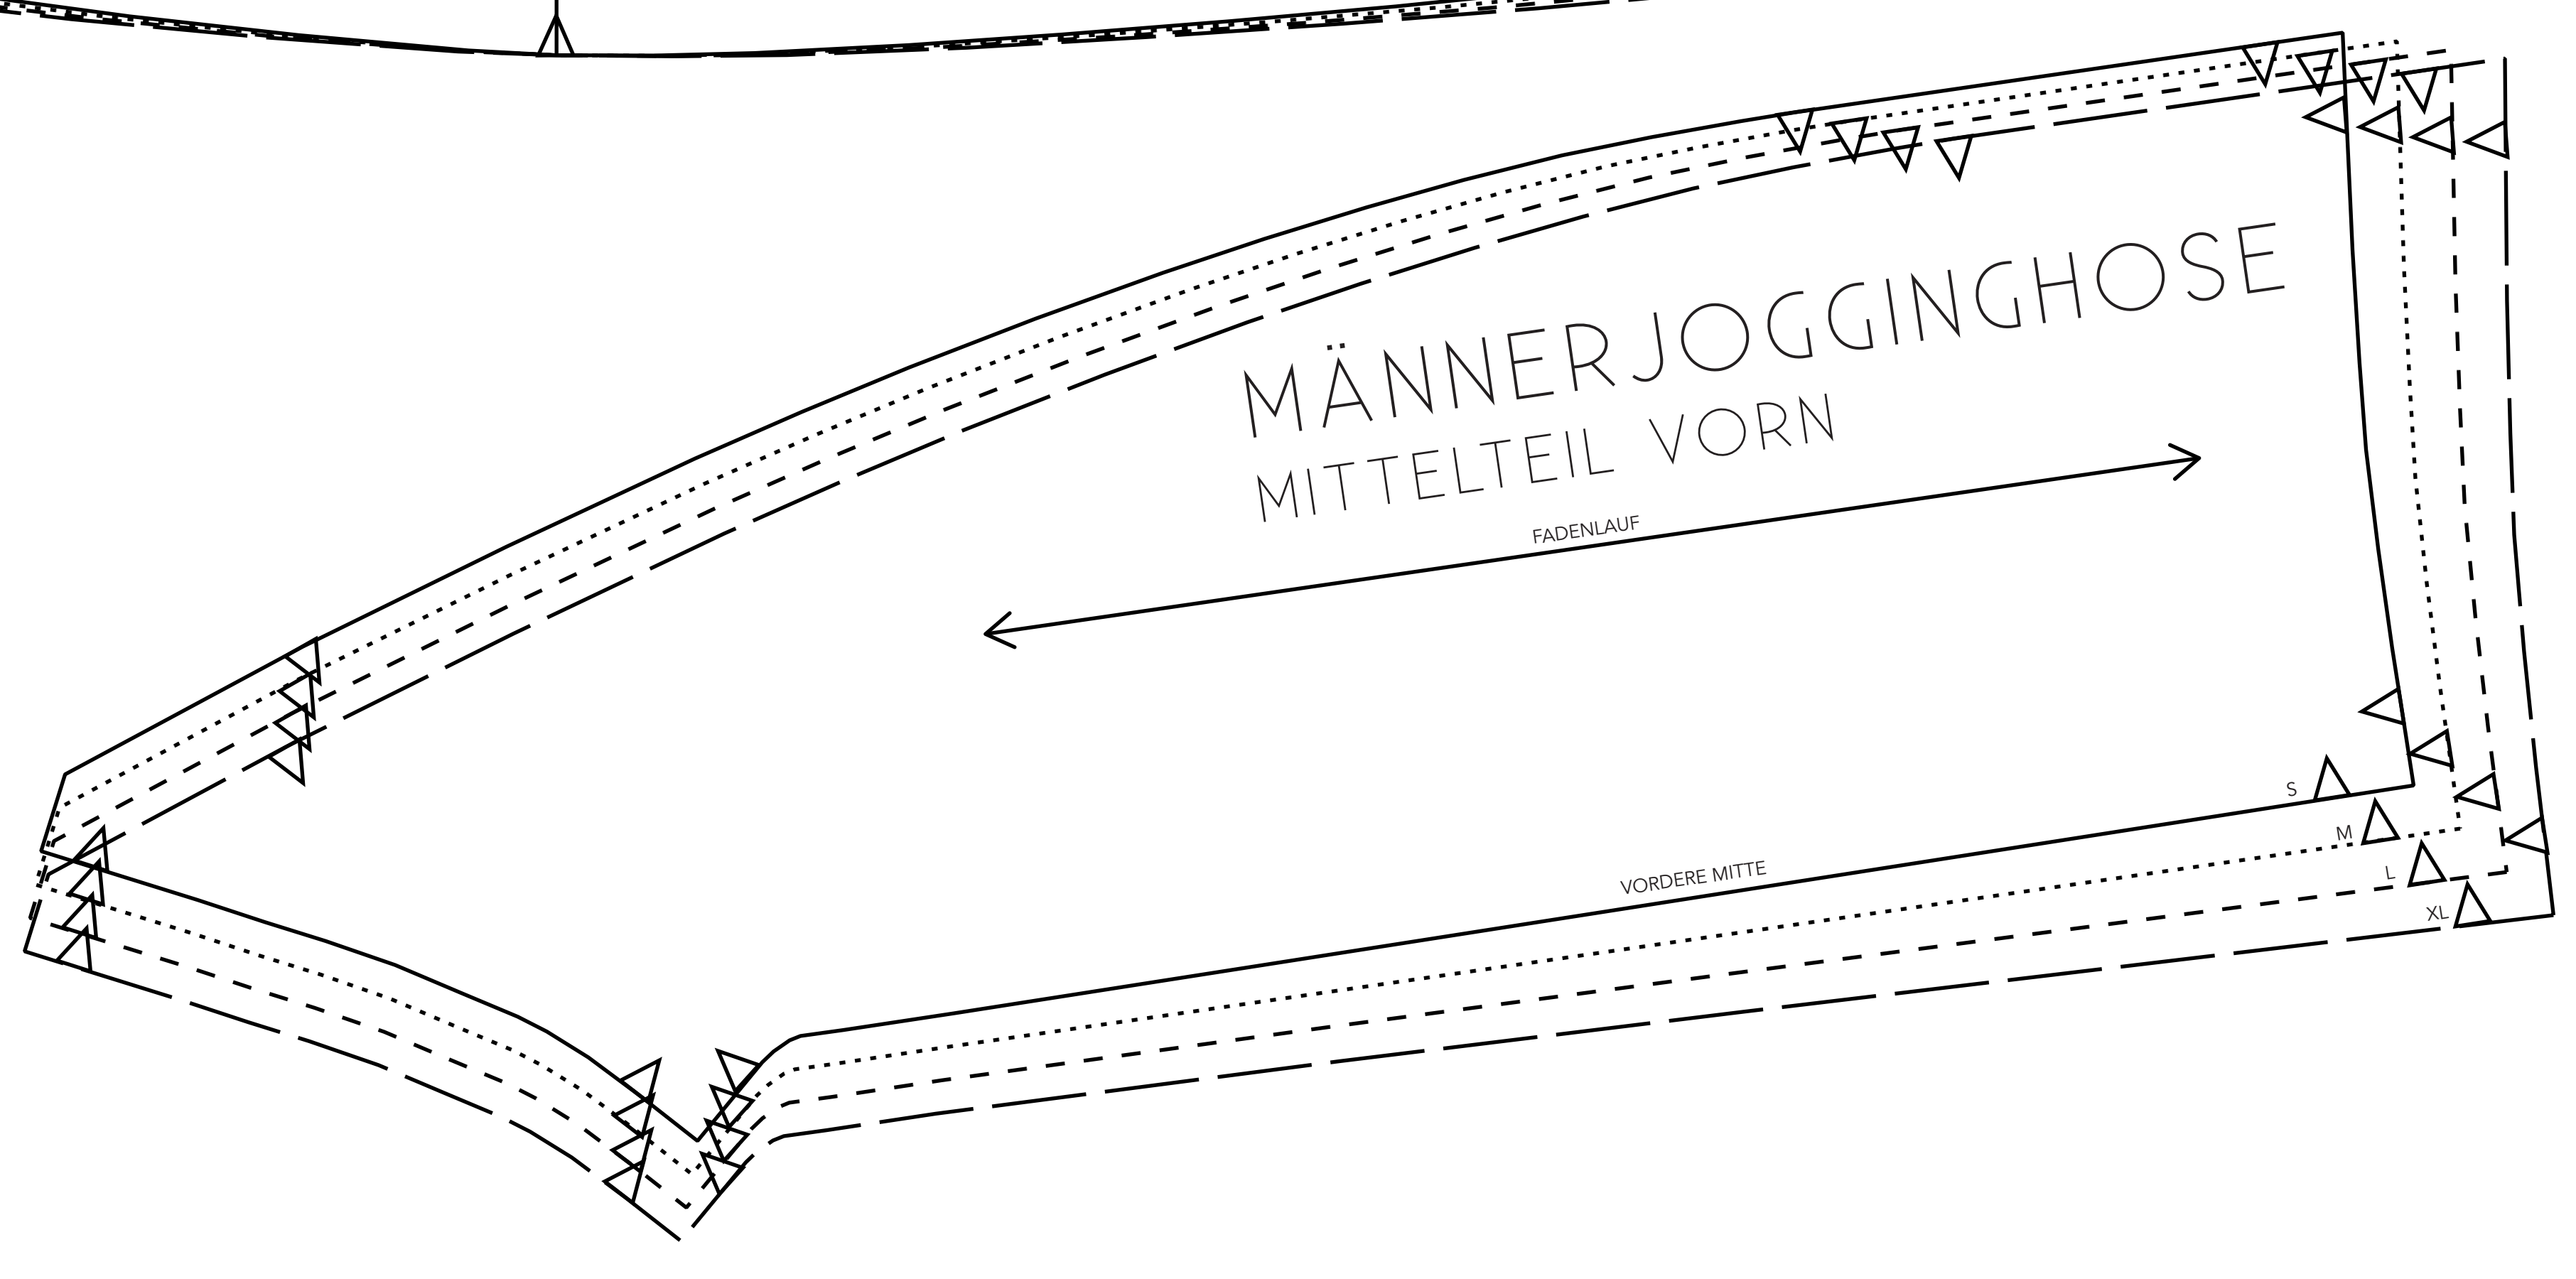 MÄNNERJOGGINGHOSE
MITTELTEIL VORN
FADENLAUF
VORDERE MITTE
S
M
L
XL